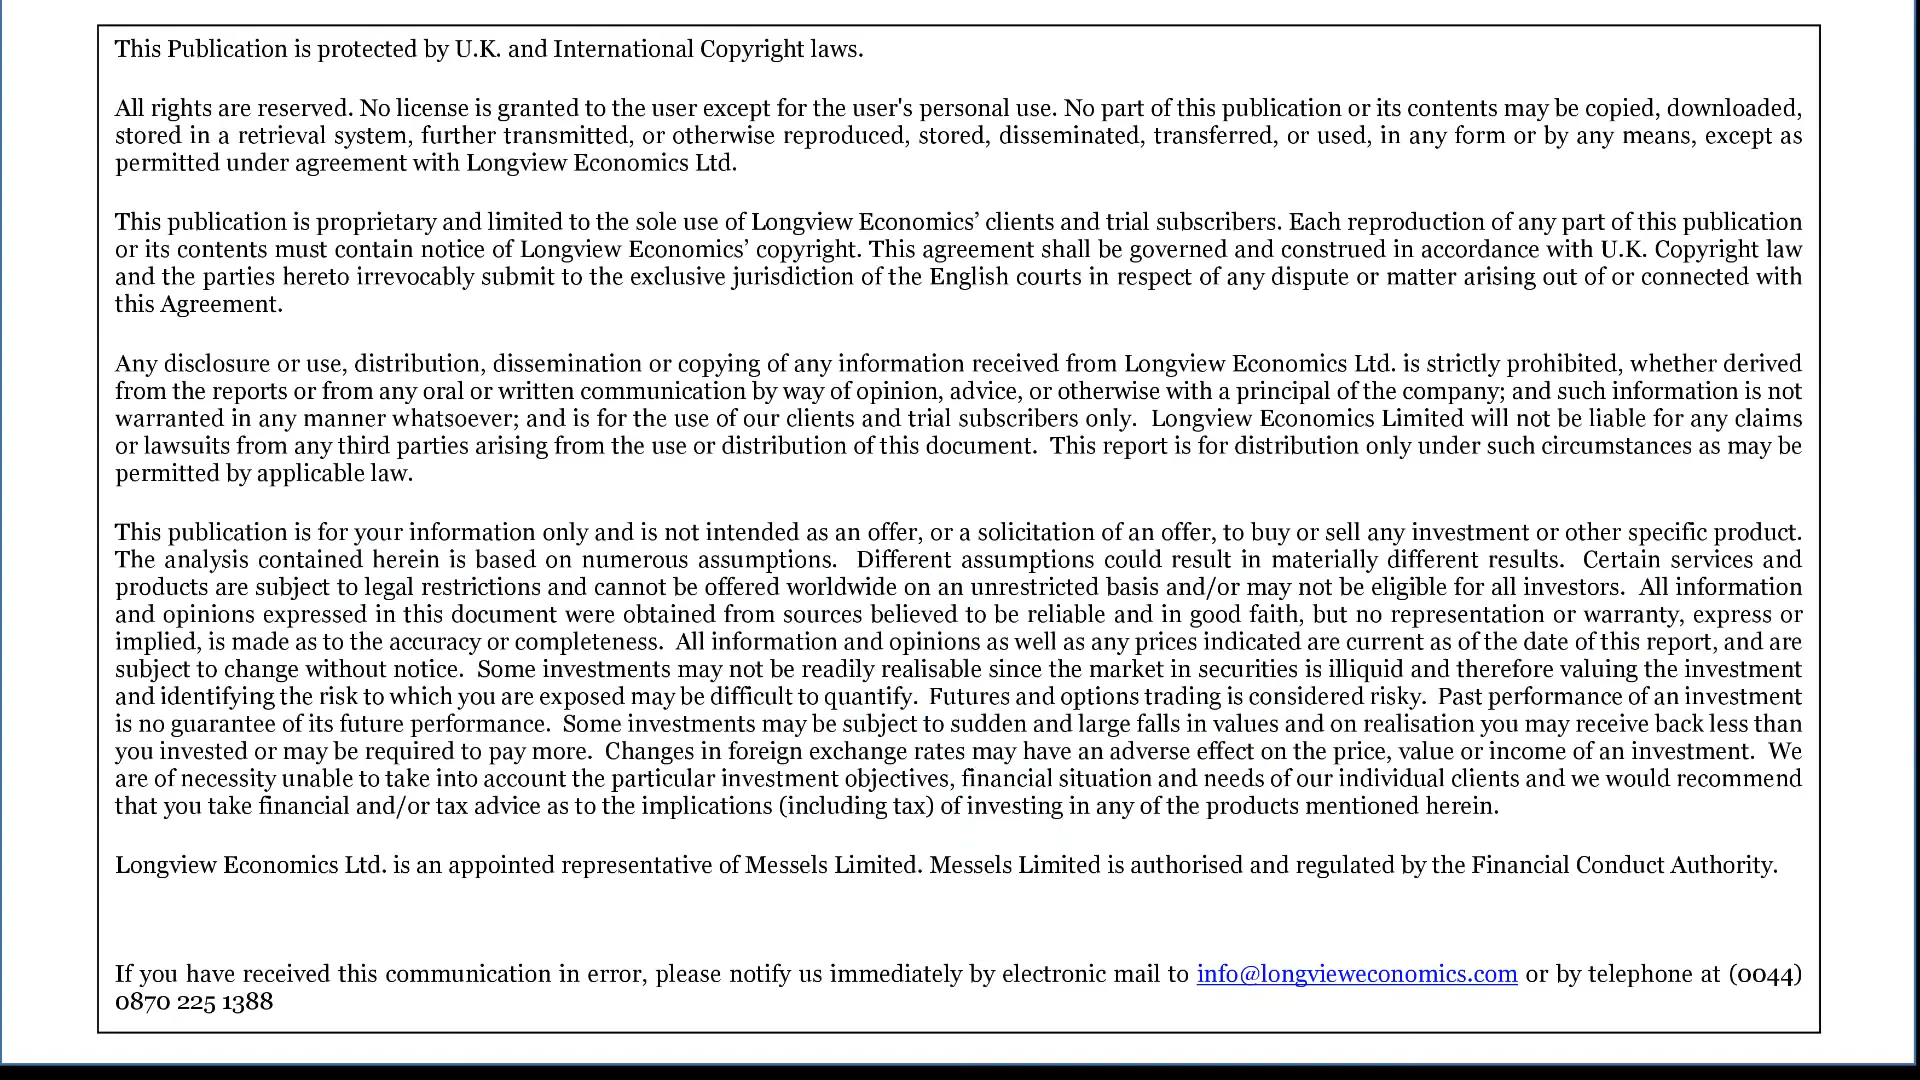 This Publication is protected by U.K. and International Copyright laws.
All rights are reserved. No license is granted to the user except for the user's personal use. No part of this publication or its contents may be copied, downloaded,
stored in a retrieval system, further transmitted, or otherwise reproduced, stored, disseminated, transferred, or used, in any form or by any means, except as
permitted under agreement with Longview Economics Ltd.
This publication is proprietary and limited to the sole use of Longview Economics’ clients and trial subscribers. Each reproduction of any part of this publication
or its contents must contain notice of Longview Economics’ copyright. This agreement shall be governed and construed in accordance with U.K. Copyright law
and the parties hereto irrevocably submit to the exclusive jurisdiction of the English courts in respect of any dispute or matter arising out of or connected with
this Agreement.
Any disclosure or use, distribution, dissemination or copying of any information received from Longview Economics Ltd. is strictly prohibited, whether derived
from the reports or from any oral or written communication by way of opinion, advice, or otherwise with a principal of the company; and such information is not
warranted in any manner whatsoever; and is for the use of our clients and trial subscribers only.  Longview Economics Limited will not be liable for any claims
or lawsuits from any third parties arising from the use or distribution of this document.  This report is for distribution only under such circumstances as may be
permitted by applicable law.
This publication is for your information only and is not intended as an offer, or a solicitation of an offer, to buy or sell any investment or other specific product.
The analysis contained herein is based on numerous assumptions.  Different assumptions could result in materially different results.  Certain services and
products are subject to legal restrictions and cannot be offered worldwide on an unrestricted basis and/or may not be eligible for all investors.  All information
and opinions expressed in this document were obtained from sources believed to be reliable and in good faith, but no representation or warranty, express or
implied, is made as to the accuracy or completeness.  All information and opinions as well as any prices indicated are current as of the date of this report, and are
subject to change without notice.  Some investments may not be readily realisable since the market in securities is illiquid and therefore valuing the investment
and identifying the risk to which you are exposed may be difficult to quantify.  Futures and options trading is considered risky.  Past performance of an investment
is no guarantee of its future performance.  Some investments may be subject to sudden and large falls in values and on realisation you may receive back less than
you invested or may be required to pay more.  Changes in foreign exchange rates may have an adverse effect on the price, value or income of an investment.  We
are of necessity unable to take into account the particular investment objectives, financial situation and needs of our individual clients and we would recommend
that you take financial and/or tax advice as to the implications (including tax) of investing in any of the products mentioned herein.
Longview Economics Ltd. is an appointed representative of Messels Limited. Messels Limited is authorised and regulated by the Financial Conduct Authority.
If you have received this communication in error, please notify us immediately by electronic mail to info@longvieweconomics.com or by telephone at (0044)
0870 225 1388